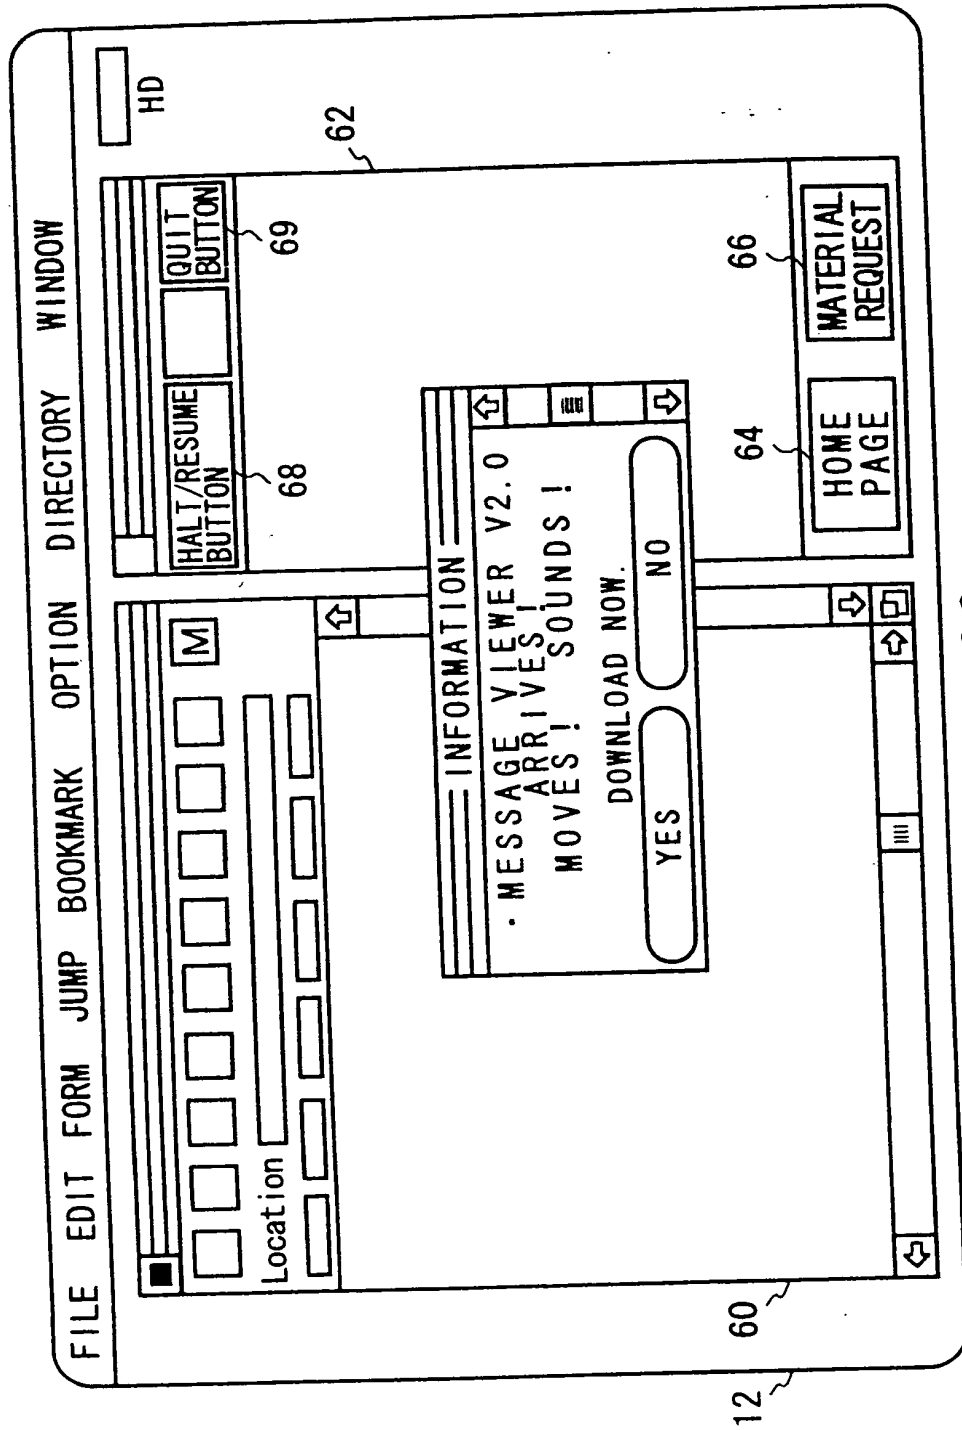 FILE EDIT FORM JUMP BOOKMARK OPTION DIRECTORY WINDOW
HD
M
Location
HALT/RESUME
BUTTON
QUIT
BUTTON
68
69
62
INFORMATION
· MESSAGE VIEWER V2.0
ARRIVES!
MOVES! SOUNDS!
DOWNLOAD NOW.
YES
NO
64
66
HOME
PAGE
MATERIAL
REQUEST
60
12